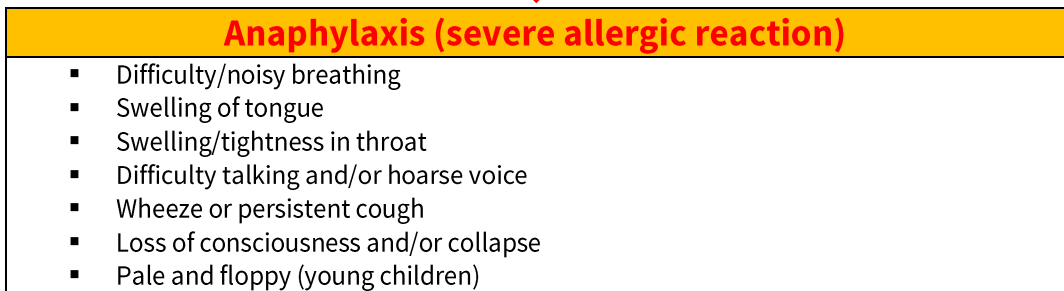 Anaphylaxis (severe allergic reaction)
▪ Difficulty/noisy breathing
▪ Swelling of tongue
▪ Swelling/tightness in throat
▪ Difficulty talking and/or hoarse voice
▪ Wheeze or persistent cough
▪ Loss of consciousness and/or collapse
▪ Pale and floppy (young children)